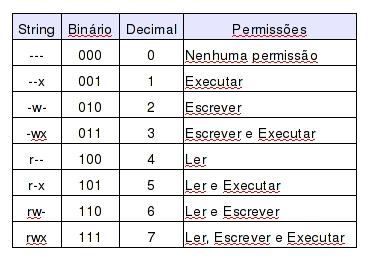 String Binário Decimal Permissões
--- 000 0 Nenhuma permissão
--x 001 1 Executar
-w- 010 2 Escrever
-wx 011 3 Escrever e Executar
r-- 100 4 Ler
r-x 101 5 Ler e Executar
rw- 110 6 Ler e Escrever
rwx 111 7 Ler, Escrever e Executar